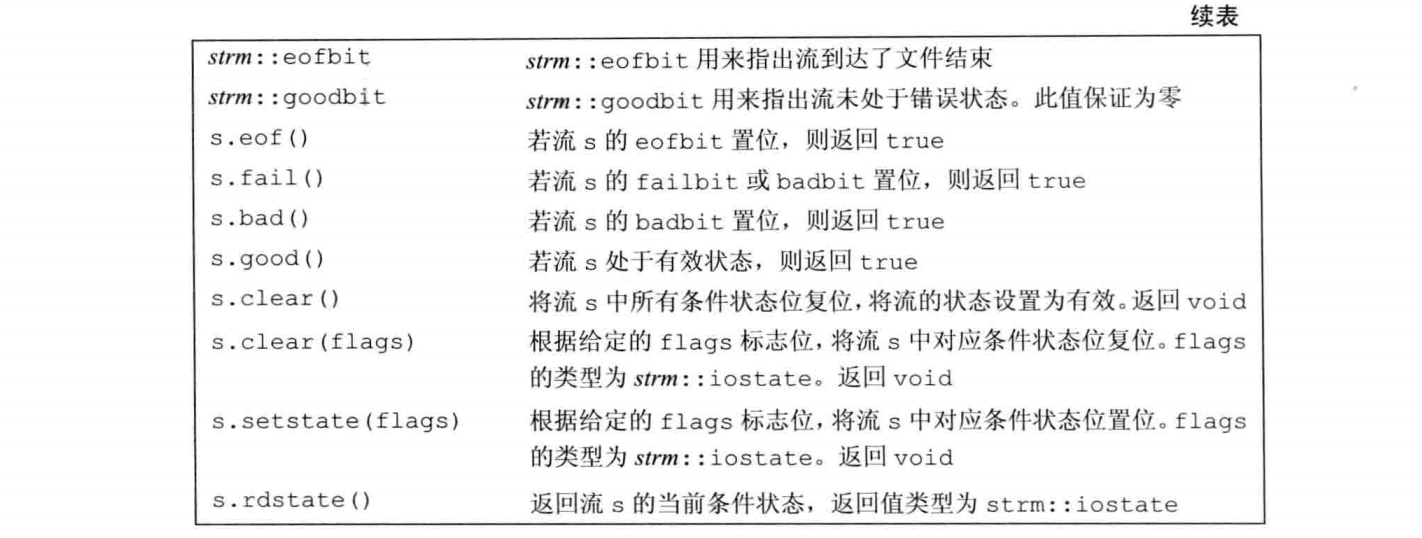 续表
strm::eofbit strm::eofbit 用来指出流到达了文件结束
strm::goodbit strm::goodbit 用来指出流未处于错误状态。此值保证为零
s.eof() 若流 s 的 eofbit 置位，则返回 true
s.fail() 若流 s 的 failbit 或 badbit 置位，则返回 true
s.bad() 若流 s 的 badbit 置位，则返回 true
s.good() 若流 s 处于有效状态，则返回 true
s.clear() 将流 s 中所有条件状态位复位，将流的状态设置为有效。返回 void
s.clear(flags) 根据给定的 flags 标志位，将流 s 中对应条件状态位复位。flags
的类型为 strm::iostate。返回 void
s.setstate(flags) 根据给定的 flags 标志位，将流 s 中对应条件状态位置位。flags
的类型为 strm::iostate。返回 void
s.rdstate() 返回流 s 的当前条件状态，返回值类型为 strm::iostate